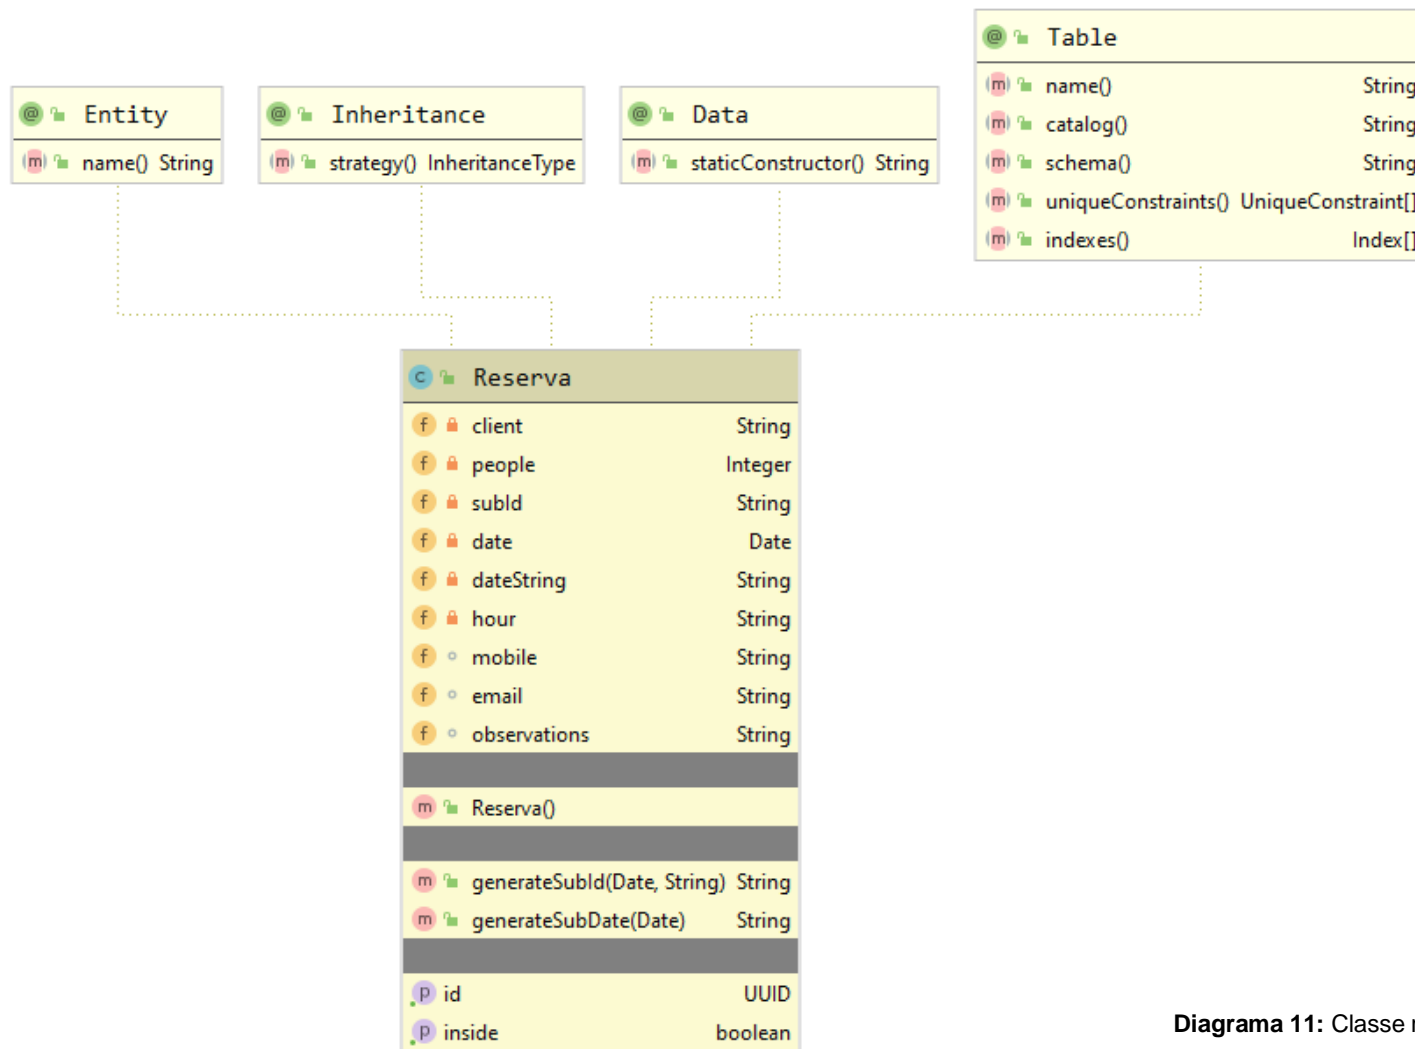 Table
name() String
catalog() String
schema() String
uniqueConstraints() UniqueConstraint[]
indexes() Index[]
Entity
name() String
Inheritance
strategy() InheritanceType
Data
staticConstructor() String
Reserva
client String
people Integer
subId String
date Date
dateString String
hour String
mobile String
email String
observations String
Reserva()
generateSubId(Date, String) String
generateSubDate(Date) String
id UUID
inside boolean
Diagrama 11: Classe